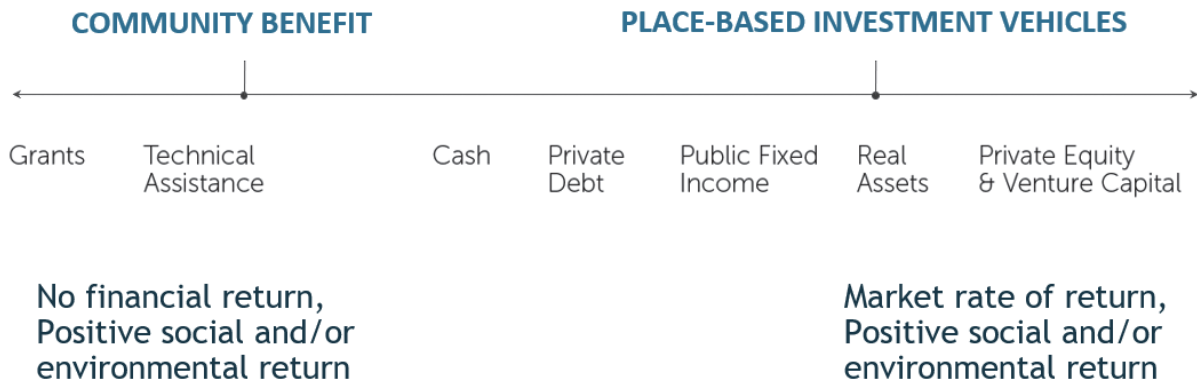 COMMUNITY BENEFIT
PLACE-BASED INVESTMENT VEHICLES
Grants
Technical
Assistance
Cash
Private
Debt
Public Fixed
Income
Real
Assets
Private Equity
& Venture Capital
No financial return,
Positive social and/or
environmental return
Market rate of return,
Positive social and/or
environmental return